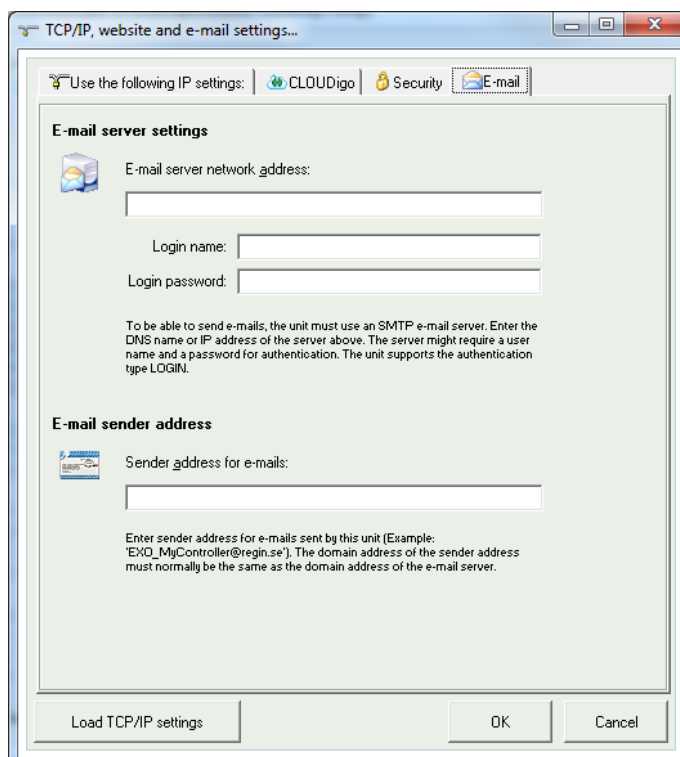 TCP/IP, website and e-mail settings...
Use the following IP settings:
CLOUDigo
Security
E-mail
E-mail server settings
E-mail server network address:
Login name:
Login password:
To be able to send e-mails, the unit must use an SMTP e-mail server. Enter the
DNS name or IP address of the server above. The server might require a user
name and a password for authentication. The unit supports the authentication
type LOGIN.
E-mail sender address
Sender address for e-mails:
Enter sender address for e-mails sent by this unit (Example:
'EXO_MyController@regin.se'). The domain address of the sender address
must normally be the same as the domain address of the e-mail server.
Load TCP/IP settings
OK
Cancel